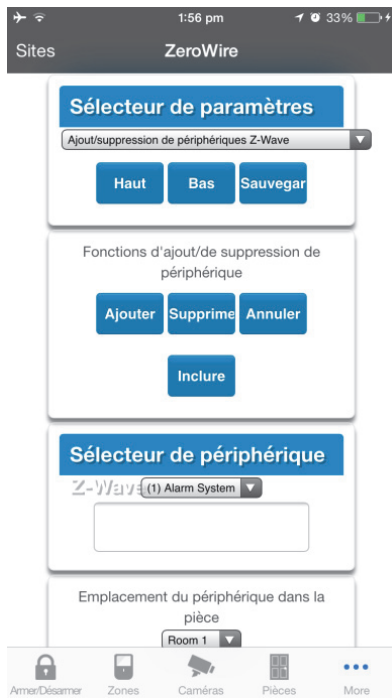 1:56 pm
33%
Sites
ZeroWire
Sélecteur de paramètres
Ajout/suppression de périphériques Z-Wave
Haut
Bas
Sauvegar
Fonctions d'ajout/de suppression de
périphérique
Ajouter
Supprime
Annuler
Inclure
Sélecteur de périphérique
Z-Wave
(1) Alarm System
Emplacement du périphérique dans la
pièce
Room 1
Armer/Désarmer
Zones
Caméras
Pièces
More